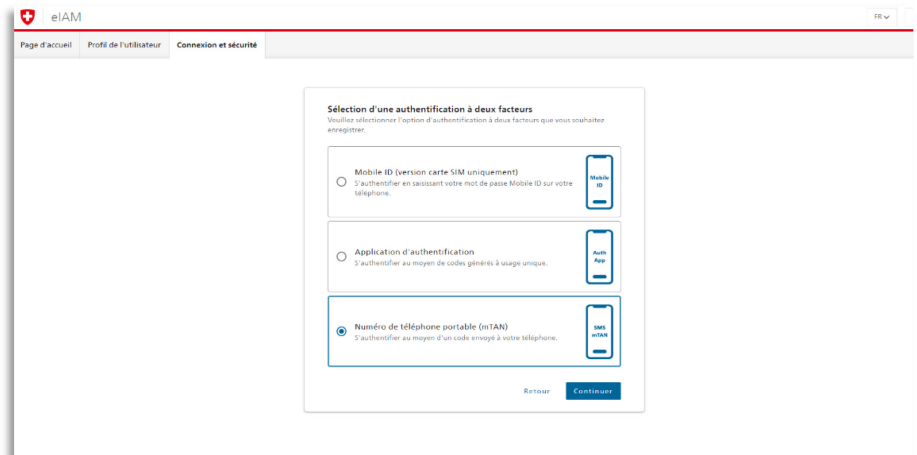 eIAM
FR
Page d'accueil Profil de l'utilisateur Connexion et sécurité
Sélection d'une authentification à deux facteurs
Veuillez sélectionner l'option d'authentification à deux facteurs que vous souhaitez
enregistrer.
Mobile ID (version carte SIM uniquement)
S'authentifier en saisissant votre mot de passe Mobile ID sur votre
téléphone.
Mobile
ID
Application d'authentification
S'authentifier au moyen de codes générés à usage unique.
Auth
App
Numéro de téléphone portable (mTAN)
S'authentifier au moyen d'un code envoyé à votre téléphone.
SMS
mTAN
Retour Continuer